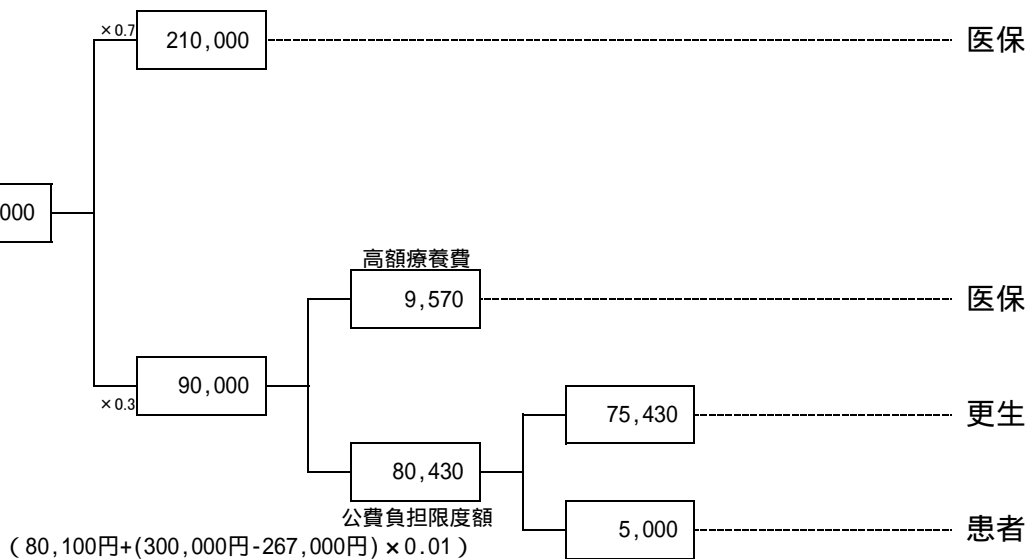 ×0.7
210,000
医保
000
高額療養費
9,570
医保
90,000
×0.3
75,430
更生
80,430
公費負担限度額
5,000
患者
（80,100円+(300,000円-267,000円)×0.01）